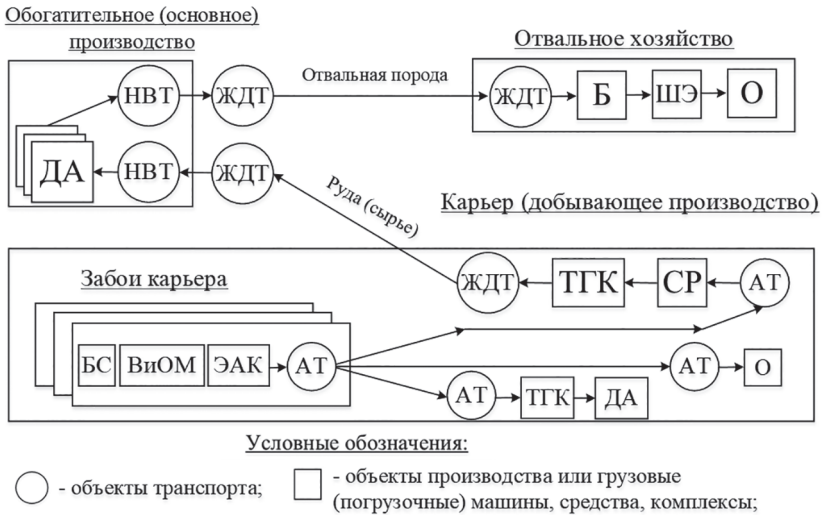 Обогатительное (основное)
производство
Отвальное хозяйство
НВТ
ЖДТ
Отвальная порода
ЖДТ
Б
ШЭ
О
ДА
НВТ
ЖДТ
Руда (сырье)
Карьер (добывающее производство)
Забои карьера
ЖДТ
ТГК
СР
АТ
БС
ВиОМ
ЭАК
АТ
АТ
О
АТ
ТГК
ДА
Условные обозначения:
- объекты транспорта;
- объекты производства или грузовые
(погрузочные) машины, средства, комплексы;